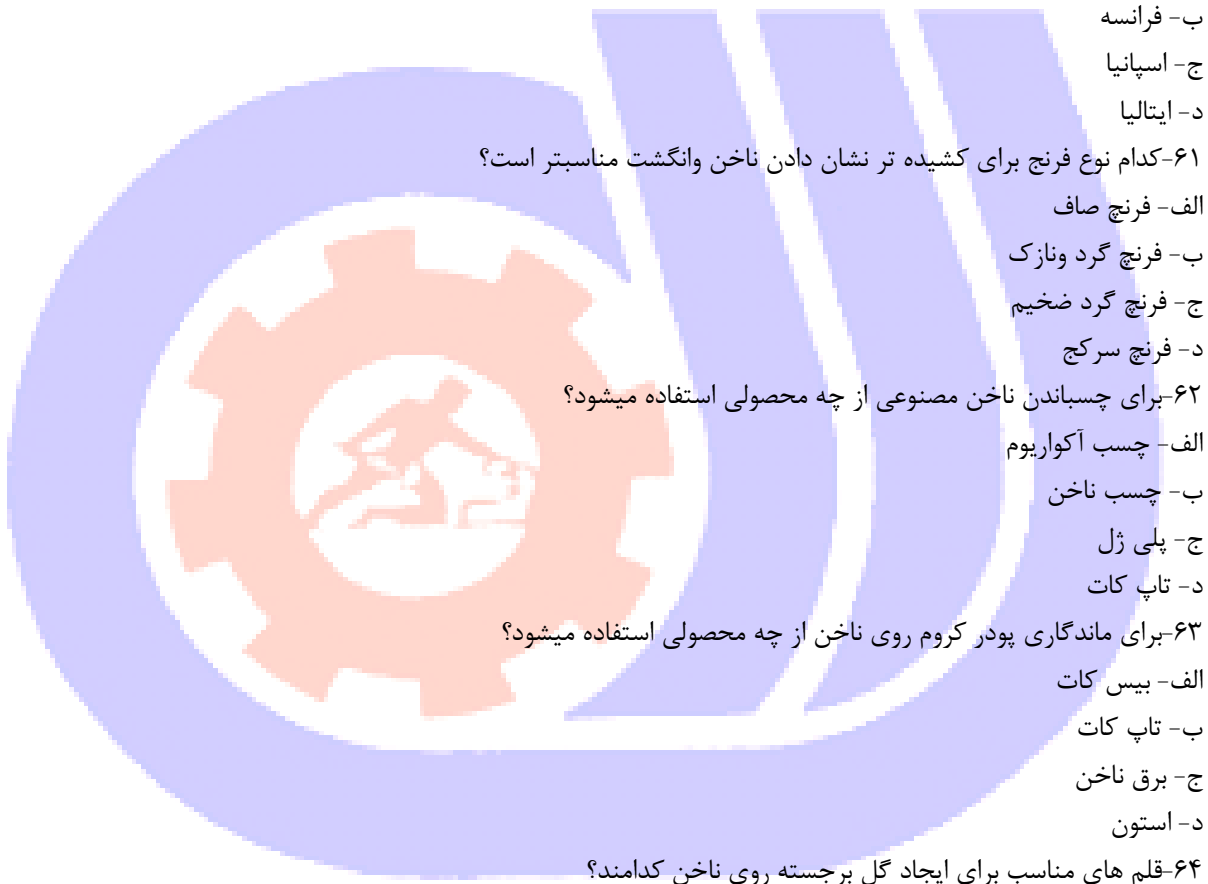 ب- فرانسه
ج- اسپانیا
د- ایتالیا
۶۱-کدام نوع فرنچ برای کشیده تر نشان دادن ناخن وانگشت مناسبتر است؟
الف- فرنچ صاف
ب- فرنچ گرد ونازک
ج- فرنچ گرد ضخیم
د- فرنچ سرکج
۶۲-برای چسباندن ناخن مصنوعی از چه محصولی استفاده میشود؟
الف- چسب آکواریوم
ب- چسب ناخن
ج- پلی ژل
د- تاپ کات
۶۳-برای ماندگاری پودر کروم روی ناخن از چه محصولی استفاده میشود؟
الف- بیس کات
ب- تاپ کات
ج- برق ناخن
د- استون
۶۴-قلم های مناسب برای ایجاد گل برجسته روی ناخن کدامند؟